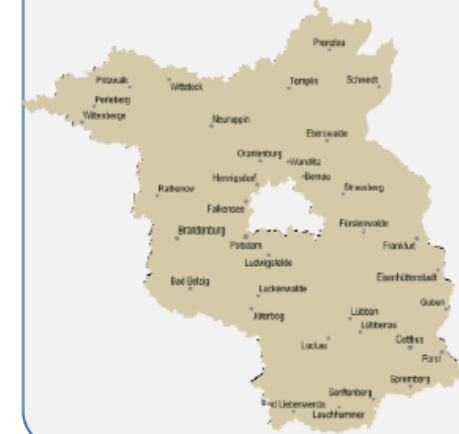 Prenzlau
Pritzwalk
Wittstock
Templin
Schwedt
Perleberg
Wittenberge
Neuruppin
Eberswalde
Oranienburg
Wandlitz
Hennigsdorf
Bernau
Rathenow
Strausberg
Falkensee
Fürstenwalde
Brandenburg
Potsdam
Frankfurt
Ludwigsfelde
Eisenhüttenstadt
Bad Belzig
Luckenwalde
Guben
Jüterbog
Lübben
Lübbenau
Luckau
Cottbus
Forst
Spremberg
Senftenberg
Bad Liebenwerda
Lauchhammer